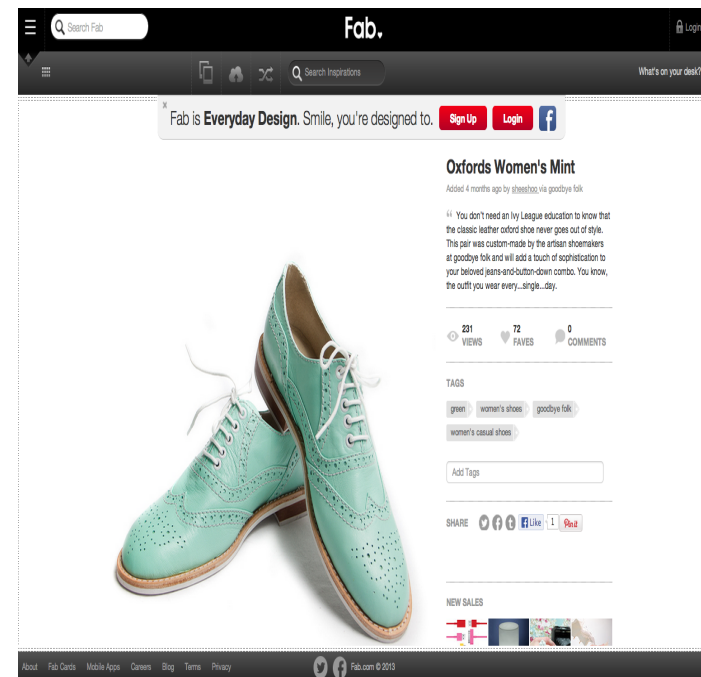 Search Fab
Fab.
Login
Search Inspirations
What's on your desk?
x
Fab is Everyday Design. Smile, you're designed to.
Sign Up
Login
f
Oxfords Women's Mint
Added 4 months ago by sheeshoo via goodbye folk
“ You don't need an Ivy League education to know that
the classic leather oxford shoe never goes out of style.
This pair was custom-made by the artisan shoemakers
at goodbye folk and will add a touch of sophistication to
your beloved jeans-and-button-down combo. You know,
the outfit you wear every...single...day.
231 VIEWS
72 FAVES
0 COMMENTS
TAGS
green
women's shoes
goodbye folk
women's casual shoes
Add Tags
SHARE
f Like
1
Pin it
NEW SALES
About Fab Cards Mobile Apps Careers Blog Terms Privacy
Fab.com © 2013